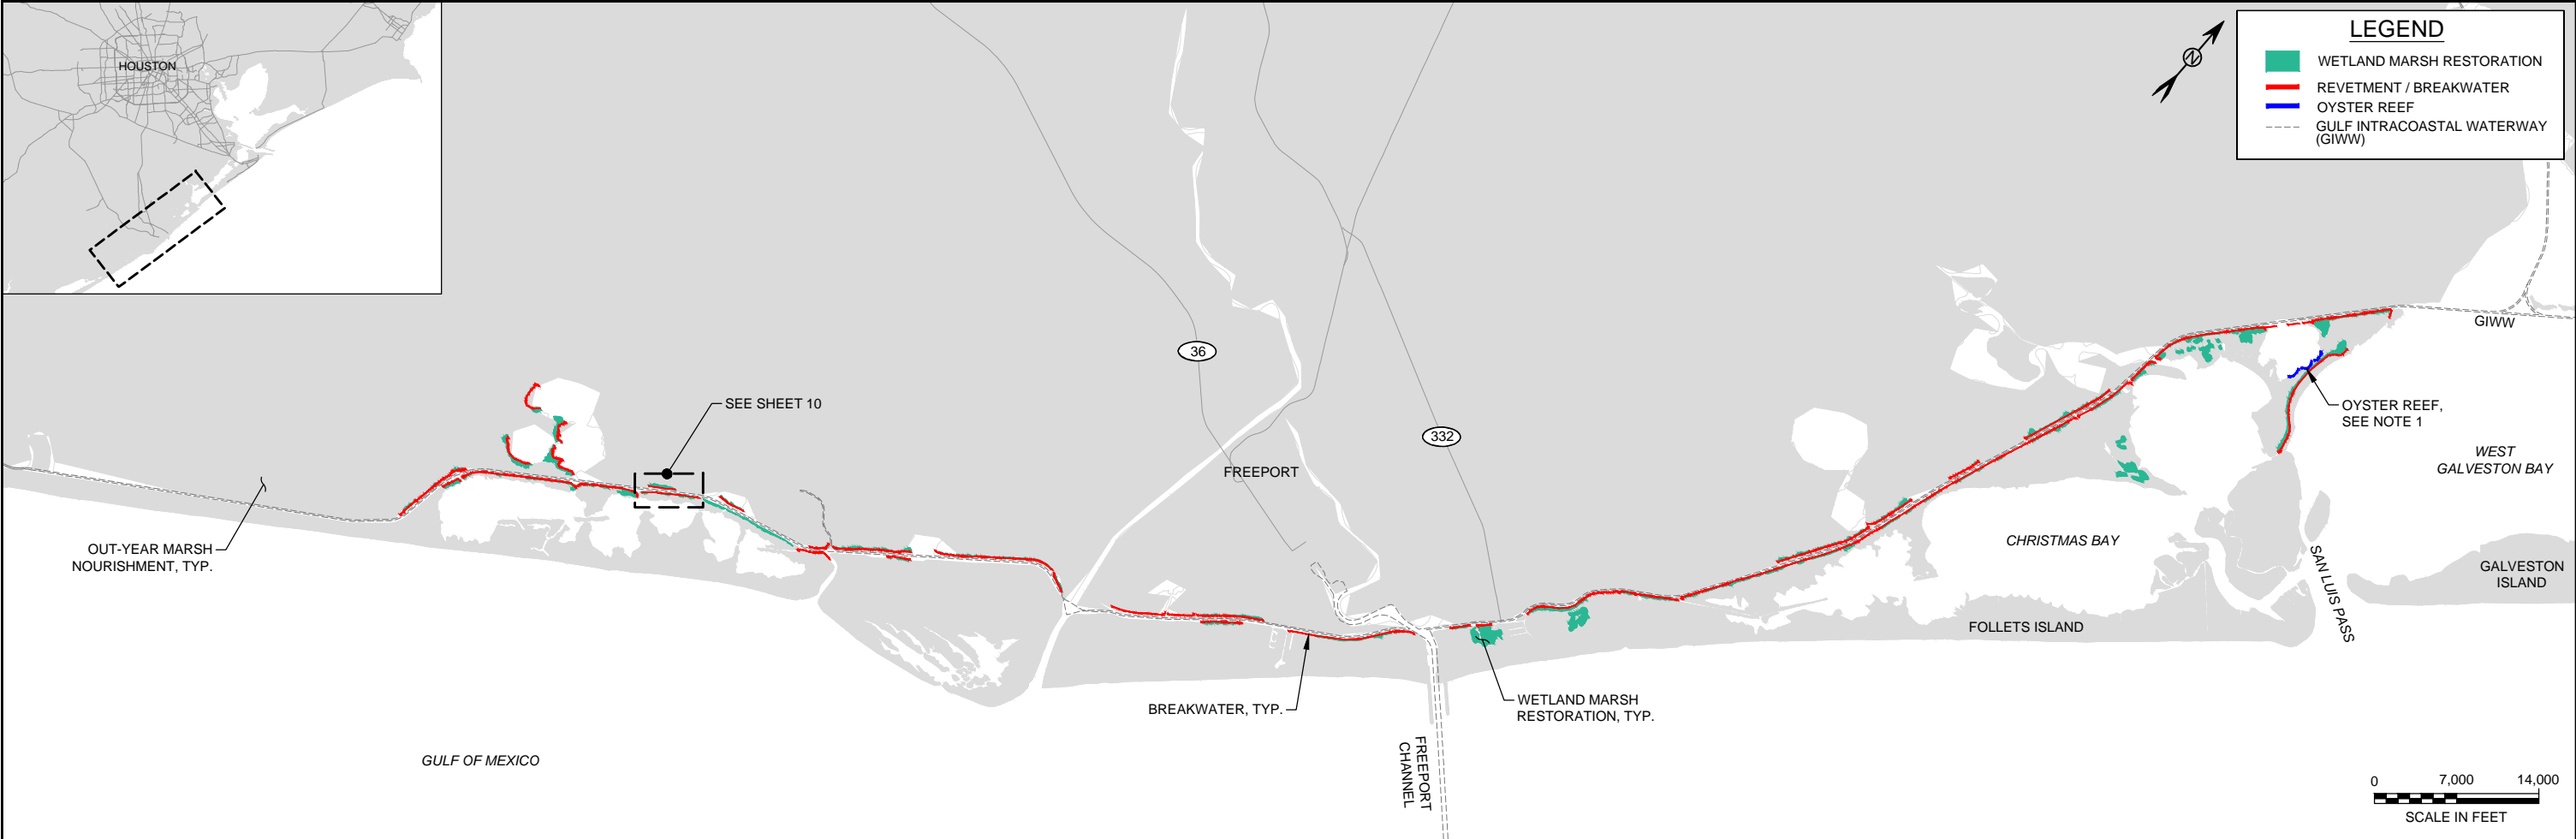 HOUSTON
N
LEGEND
WETLAND MARSH RESTORATION
REVETMENT / BREAKWATER
OYSTER REEF
GULF INTRACOASTAL WATERWAY
(GIWW)
GIWW
36
332
SEE SHEET 10
FREEPORT
OYSTER REEF,
SEE NOTE 1
WEST
GALVESTON BAY
OUT-YEAR MARSH
NOURISHMENT, TYP.
CHRISTMAS BAY
GALVESTON
ISLAND
SAN LUIS PASS
FOLLETS ISLAND
BREAKWATER, TYP.
WETLAND MARSH
RESTORATION, TYP.
GULF OF MEXICO
FREEPORT
CHANNEL
0 7,000 14,000
SCALE IN FEET